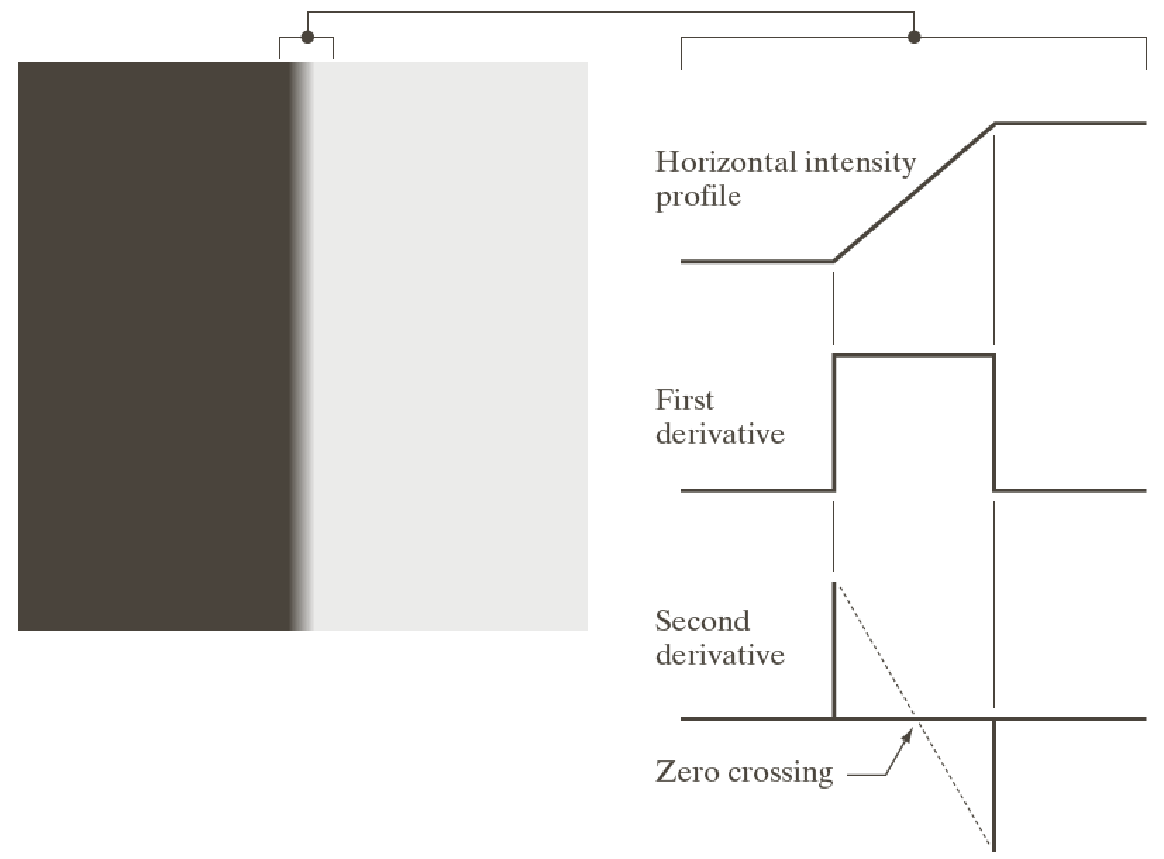 Horizontal intensity
profile
First
derivative
Second
derivative
Zero crossing